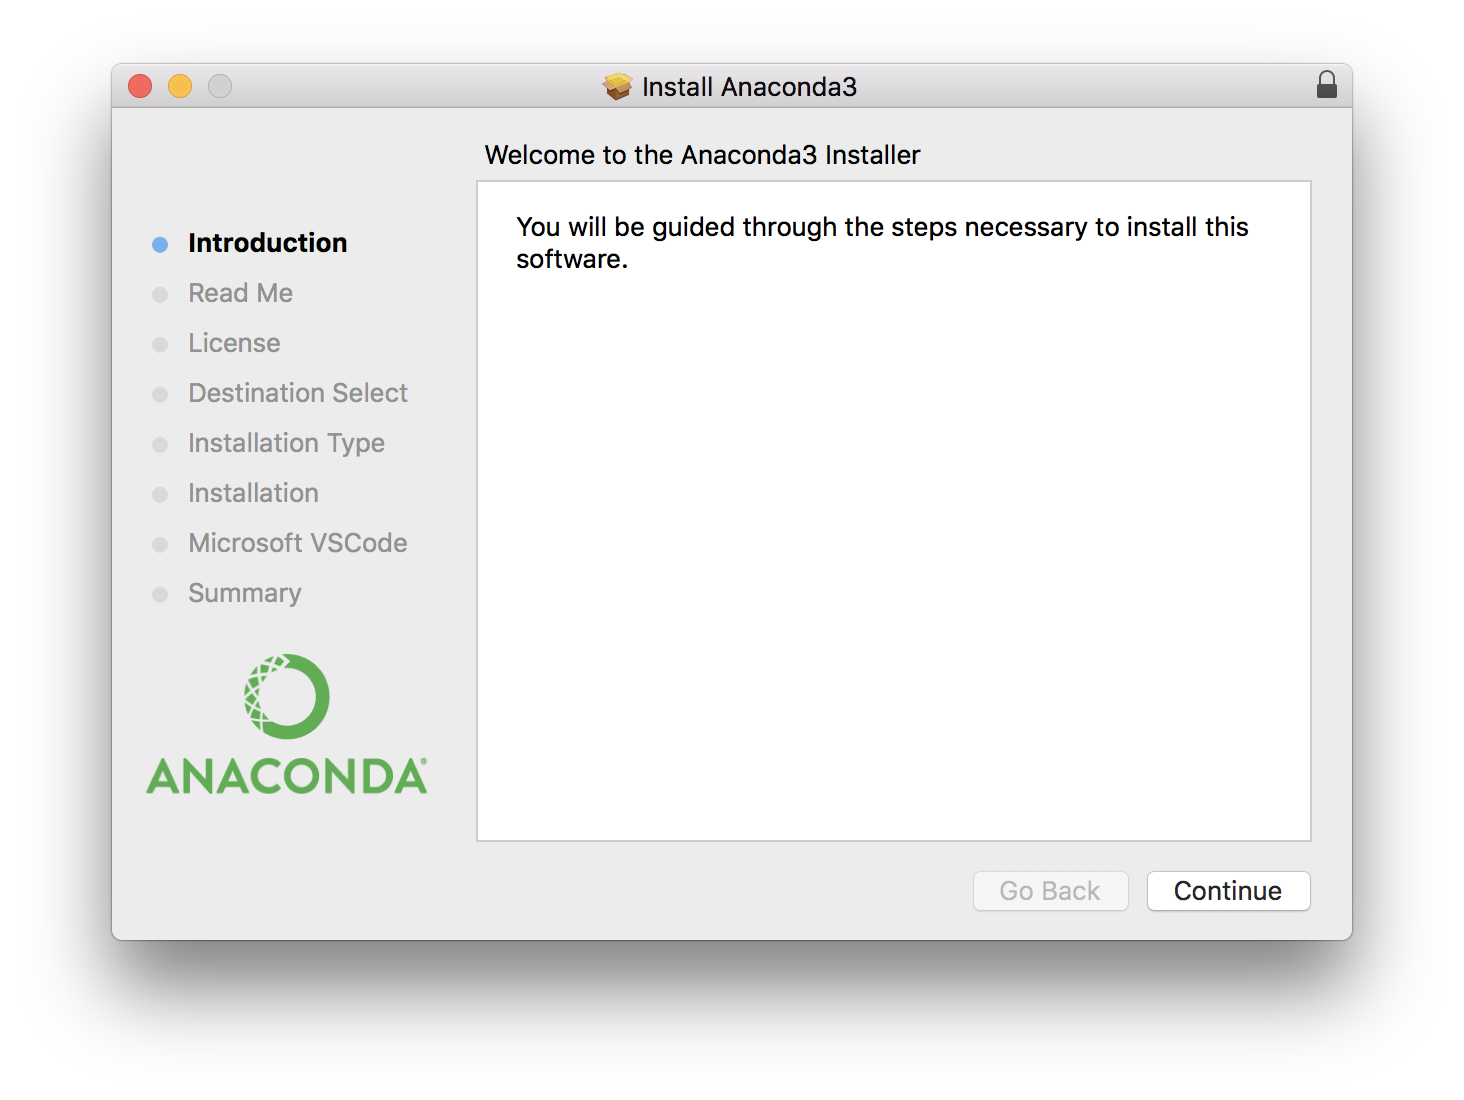 Install Anaconda3
Welcome to the Anaconda3 Installer
You will be guided through the steps necessary to install this
software.
Introduction
Read Me
License
Destination Select
Installation Type
Installation
Microsoft VSCode
Summary
ANACONDA®
Go Back
Continue